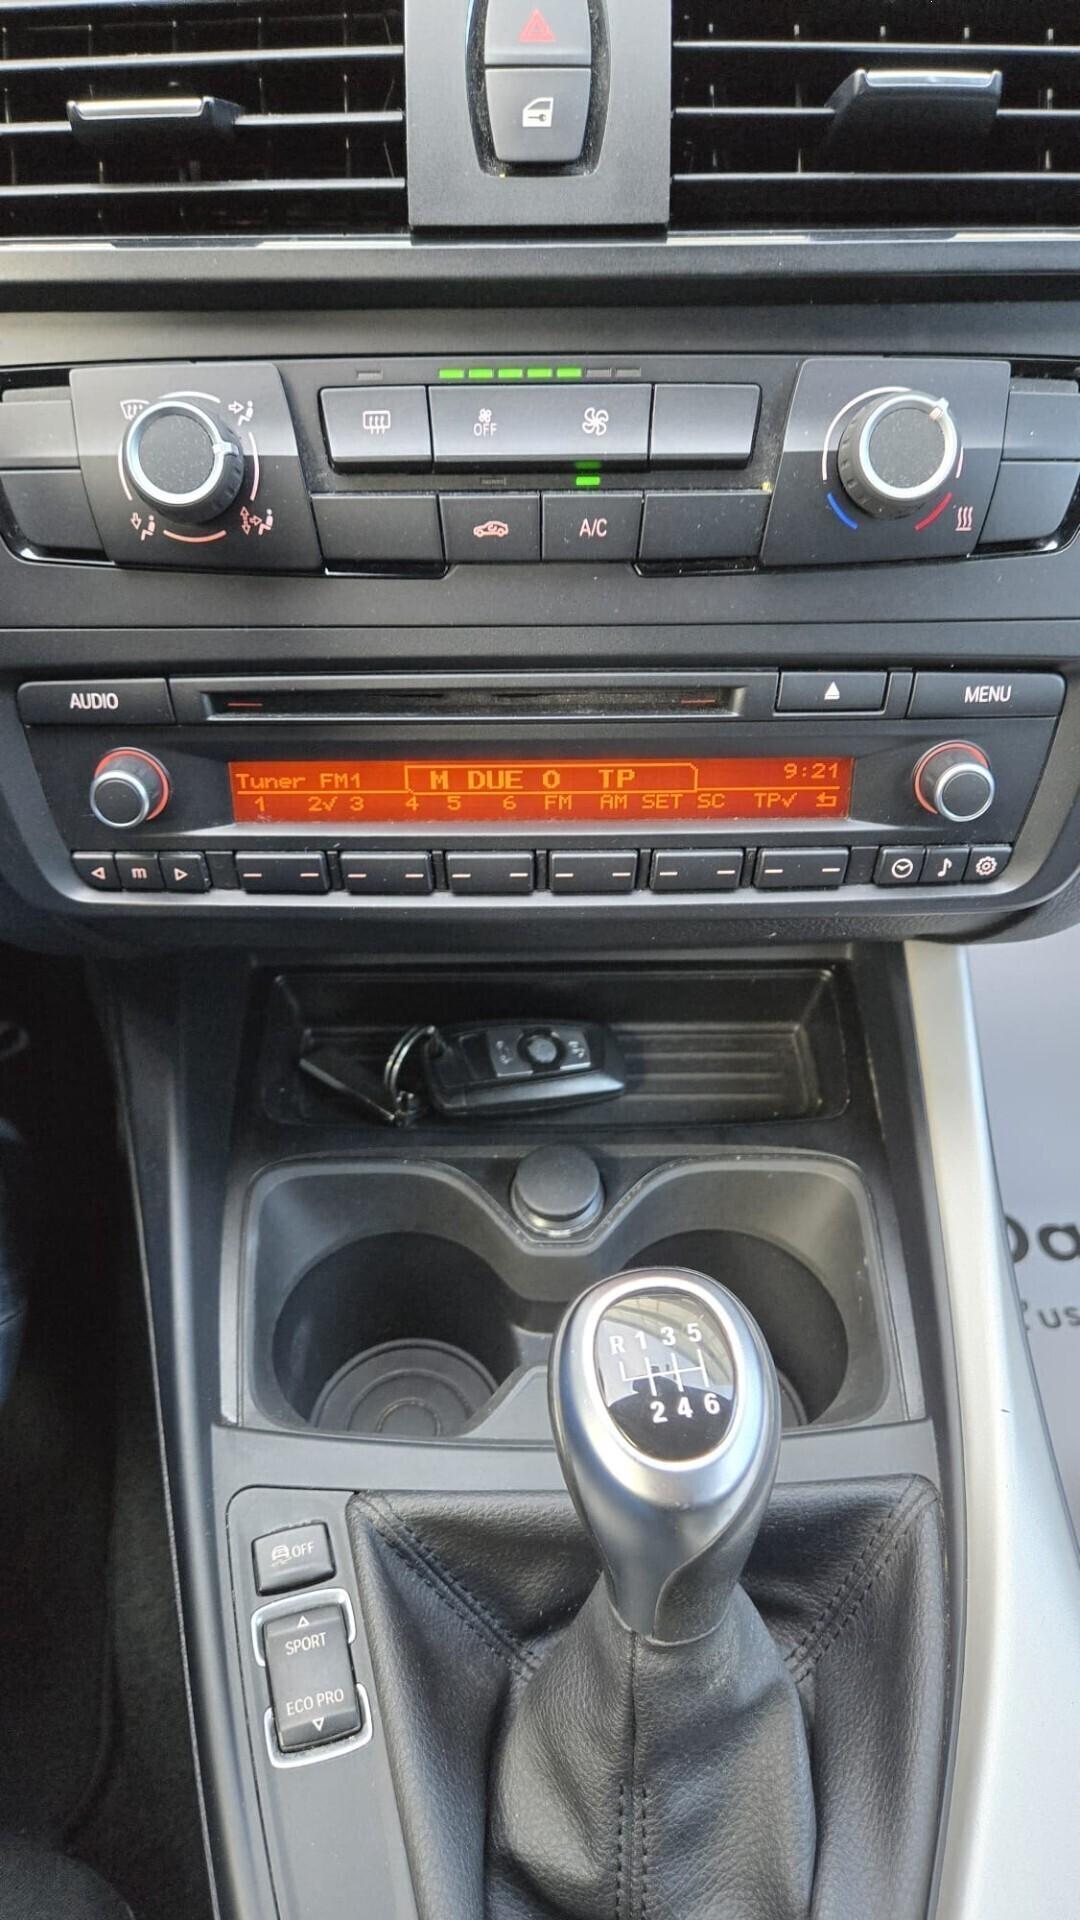 OFF
A/C
AUDIO
MENU
Tuner FM1 M DUE O TP 9:21
1 2√ 3 4 5 6 FM AM SET SC TP√
m
R 1 3 5
2 4 6
OFF
SPORT
ECO PRO